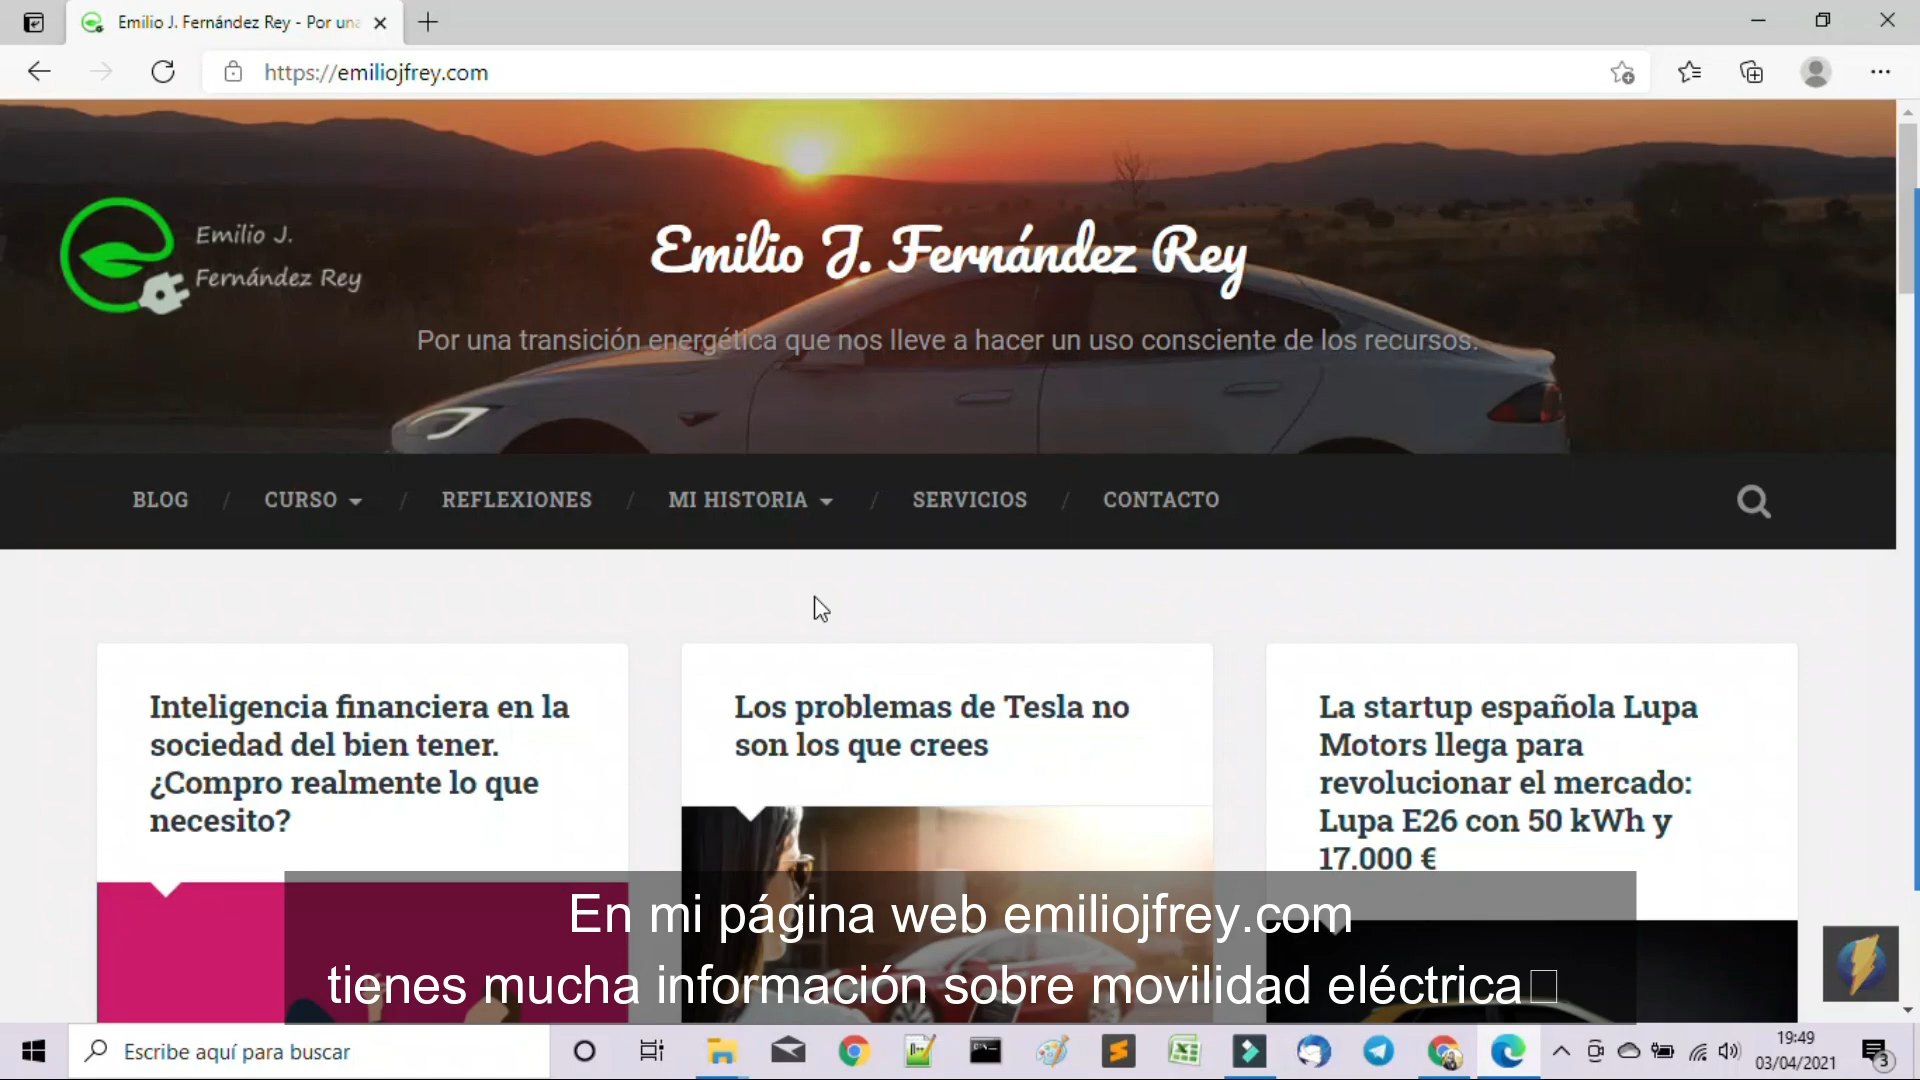 Emilio J. Fernández Rey - Por una
https://emiliojfrey.com
Emilio J.
Fernández Rey
Emilio J. Fernández Rey
Por una transición energética que nos lleve a hacer un uso consciente de los recursos.
BLOG / CURSO / REFLEXIONES / MI HISTORIA / SERVICIOS / CONTACTO
Inteligencia financiera en la
sociedad del bien tener.
¿Compro realmente lo que
necesito?
Los problemas de Tesla no
son los que crees
La startup española Lupa
Motors llega para
revolucionar el mercado:
Lupa E26 con 50 kWh y
17.000 €
En mi página web emiliojfrey.com
tienes mucha información sobre movilidad eléctrica
Escribe aquí para buscar
19:49
03/04/2021
3